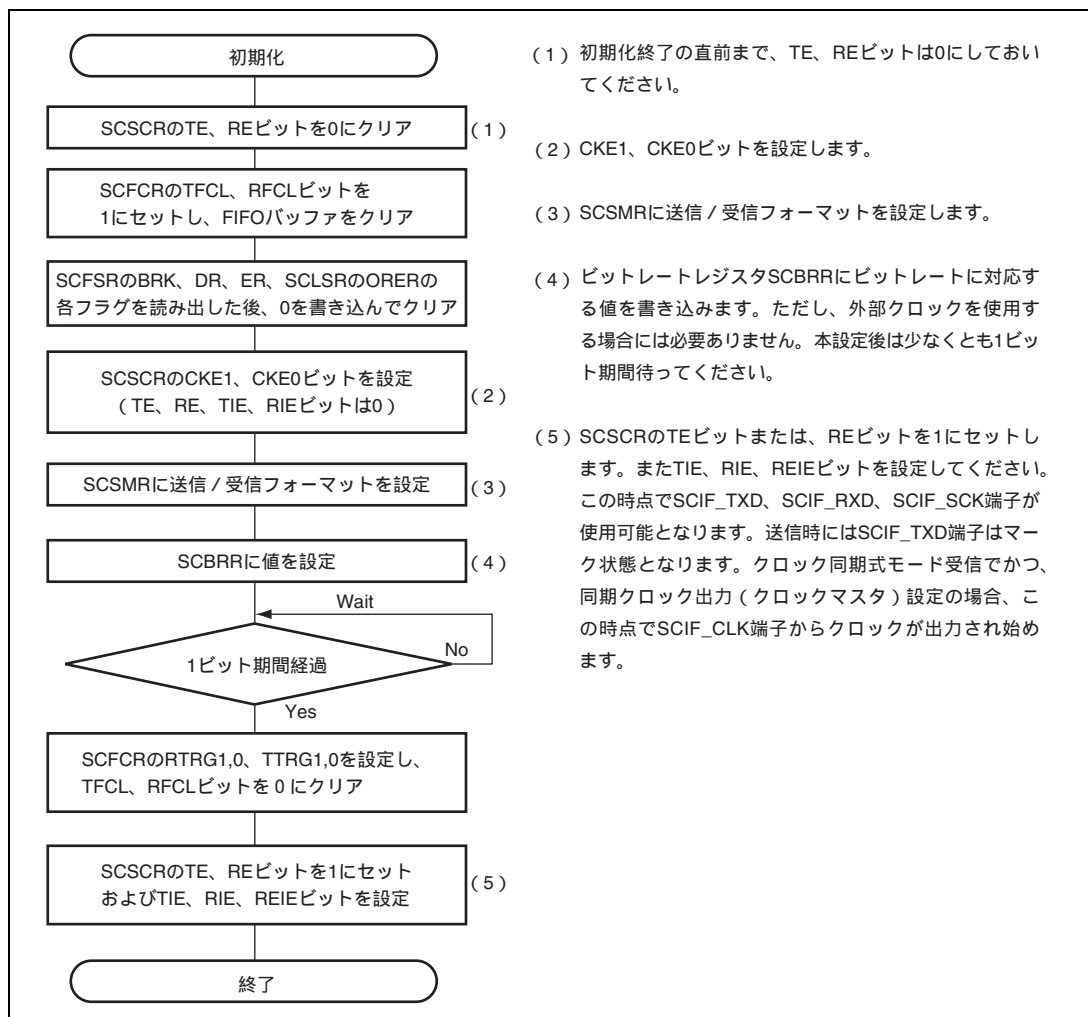 初期化
SCSCRのTE、REビットを0にクリア
(1)
SCFCRのTFCL、RFCLビットを
1にセットし、FIFOバッファをクリア
SCFSRのBRK、DR、ER、SCLSRのORERの
各フラグを読み出した後、0を書き込んでクリア
SCSCRのCKE1、CKE0ビットを設定
(TE、RE、TIE、RIEビットは0)
(2)
SCSMRに送信/受信フォーマットを設定
(3)
SCBRRに値を設定
(4)
Wait
1ビット期間経過
No
Yes
SCFCRのRTRG1,0、TTRG1,0を設定し、
TFCL、RFCLビットを0にクリア
SCSCRのTE、REビットを1にセット
およびTIE、RIE、REIEビットを設定
(5)
終了
(1)初期化終了の直前まで、TE、REビットは0にしておい
てください。
(2)CKE1、CKE0ビットを設定します。
(3)SCSMRに送信/受信フォーマットを設定します。
(4)ビットレートレジスタSCBRRにビットレートに対応す
る値を書き込みます。ただし、外部クロックを使用す
る場合には必要ありません。本設定後は少なくとも1ビッ
ト期間待ってください。
(5)SCSCRのTEビットまたは、REビットを1にセットし
ます。またTIE、RIE、REIEビットを設定してください。
この時点でSCIF_TXD、SCIF_RXD、SCIF_SCK端子が
使用可能となります。送信時にはSCIF_TXD端子はマー
ク状態となります。クロック同期式モード受信でかつ、
同期クロック出力(クロックマスタ)設定の場合、こ
の時点でSCIF_CLK端子からクロックが出力され始め
ます。